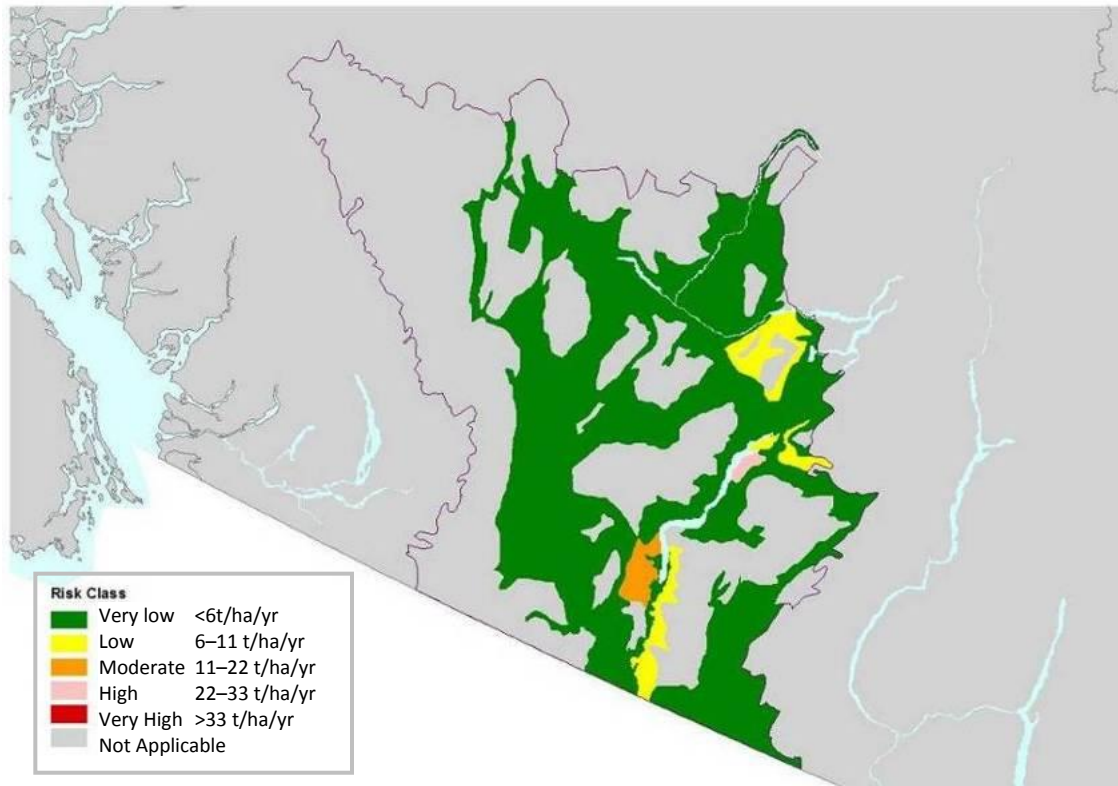 Risk Class
Very low <6t/ha/yr
Low 6–11 t/ha/yr
Moderate 11–22 t/ha/yr
High 22–33 t/ha/yr
Very High >33 t/ha/yr
Not Applicable